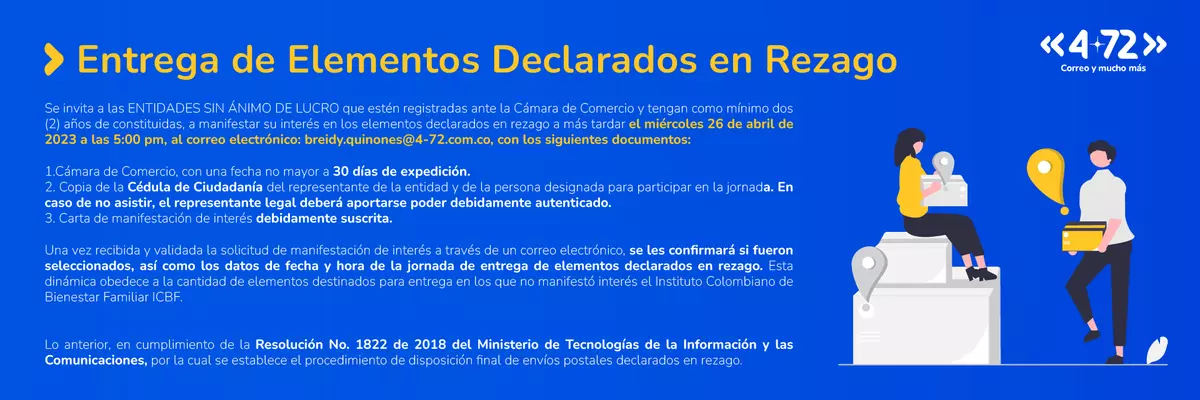 Entrega de Elementos Declarados en Rezago
«4-72»
Correo y mucho más
Se invita a las ENTIDADES SIN ÁNIMO DE LUCRO que estén registradas ante la Cámara de Comercio y tengan como mínimo dos
(2) años de constituidas, a manifestar su interés en los elementos declarados en rezago a más tardar el miércoles 26 de abril de
2023 a las 5:00 pm, al correo electrónico: breidy.quinones@4-72.com.co, con los siguientes documentos:
1.Cámara de Comercio, con una fecha no mayor a 30 días de expedición.
2. Copia de la Cédula de Ciudadanía del representante de la entidad y de la persona designada para participar en la jornada. En
caso de no asistir, el representante legal deberá aportarse poder debidamente autenticado.
3. Carta de manifestación de interés debidamente suscrita.
Una vez recibida y validada la solicitud de manifestación de interés a través de un correo electrónico, se les confirmará si fueron
seleccionados, así como los datos de fecha y hora de la jornada de entrega de elementos declarados en rezago. Esta
dinámica obedece a la cantidad de elementos destinados para entrega en los que no manifestó interés el Instituto Colombiano de
Bienestar Familiar ICBF.
Lo anterior, en cumplimiento de la Resolución No. 1822 de 2018 del Ministerio de Tecnologías de la Información y las
Comunicaciones, por la cual se establece el procedimiento de disposición final de envíos postales declarados en rezago.